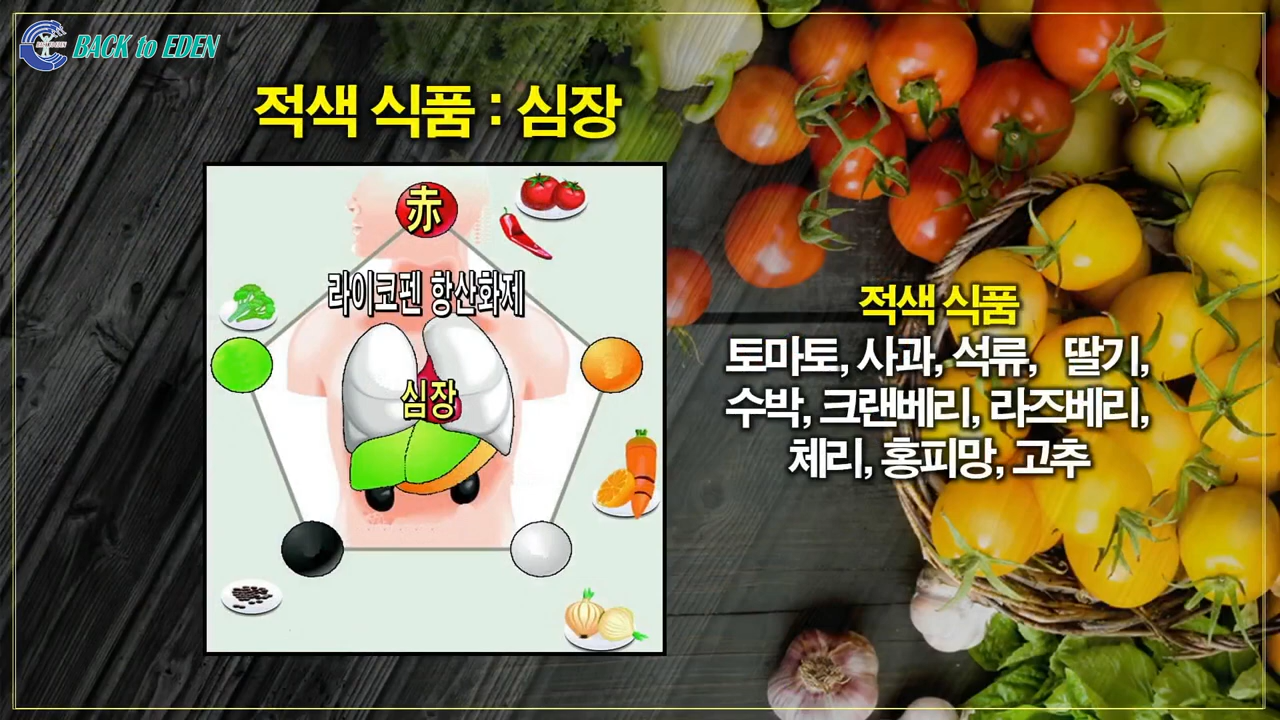 BACK to EDEN
적색 식품 : 심장
赤
라이코펜 항산화제
심장
적색 식품
토마토, 사과, 석류, 딸기,
수박, 크랜베리, 라즈베리,
체리, 홍피망, 고추